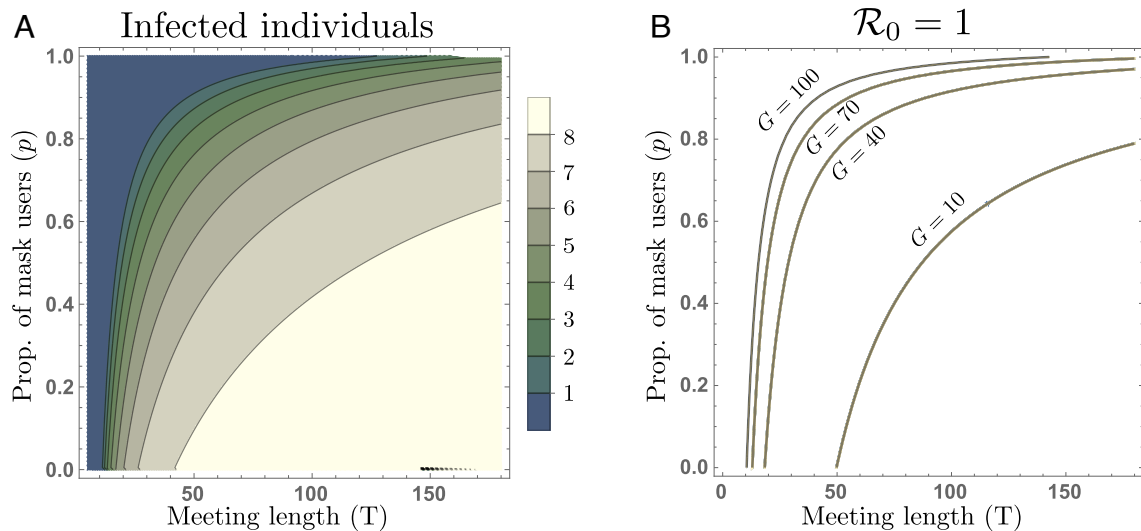 A
Infected individuals
Prop. of mask users (p)
1.0
0.8
0.6
0.4
0.2
0.0
50
100
150
Meeting length (T)
8
7
6
5
4
3
2
1
B
R₀ = 1
Prop. of mask users (p)
1.0
0.8
0.6
0.4
0.2
0.0
G = 100
G = 70
G = 40
G = 10
0
50
100
150
Meeting length (T)